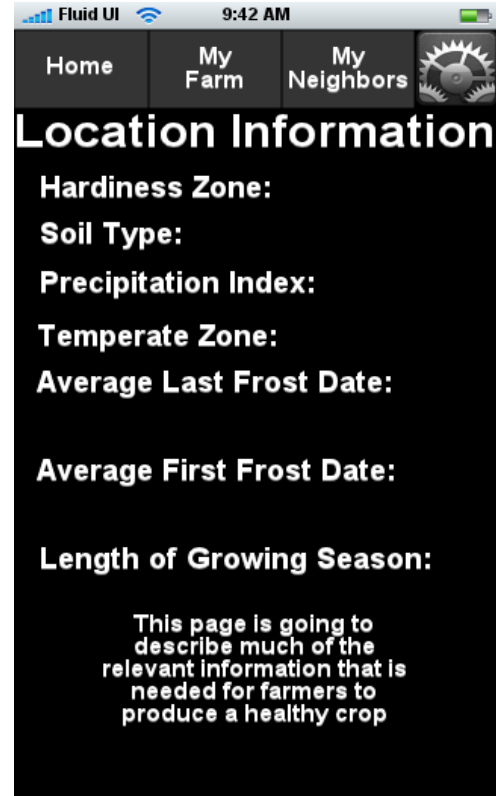 Fluid UI 9:42 AM
Home My Farm My Neighbors
Location Information
Hardiness Zone:
Soil Type:
Precipitation Index:
Temperate Zone:
Average Last Frost Date:
Average First Frost Date:
Length of Growing Season:
This page is going to
describe much of the
relevant information that is
needed for farmers to
produce a healthy crop